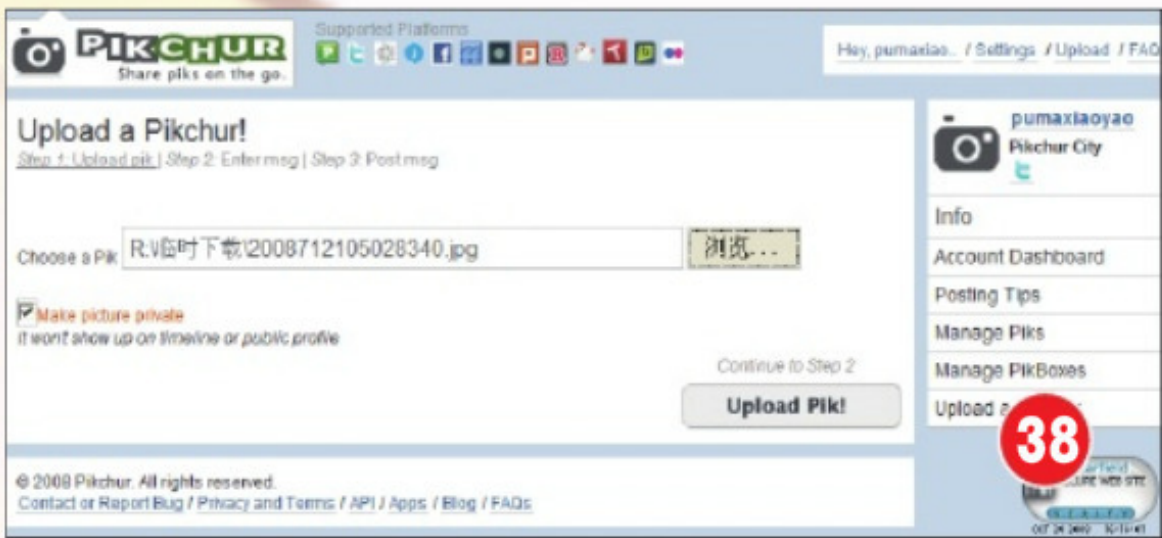 PIKCHUR
Share piks on the go.
Supported Platforms
Hey, pumaxiao.. / Settings / Upload / FAQ
Upload a Pikchur!
Step 1: Upload pik | Step 2: Enter msg | Step 3: Post msg
Choose a Pik R:\临时下载\2008712105028340.jpg 浏览...
Make picture private
it won't show up on timeline or public profile
Continue to Step 2
Upload Pik!
pumaxiaoyao
Pikchur City
Info
Account Dashboard
Posting Tips
Manage Piks
Manage PikBoxes
Upload a
38
WEB SITE
© 2008 Pikchur. All rights reserved.
Contact or Report Bug / Privacy and Terms / API / Apps / Blog / FAQs